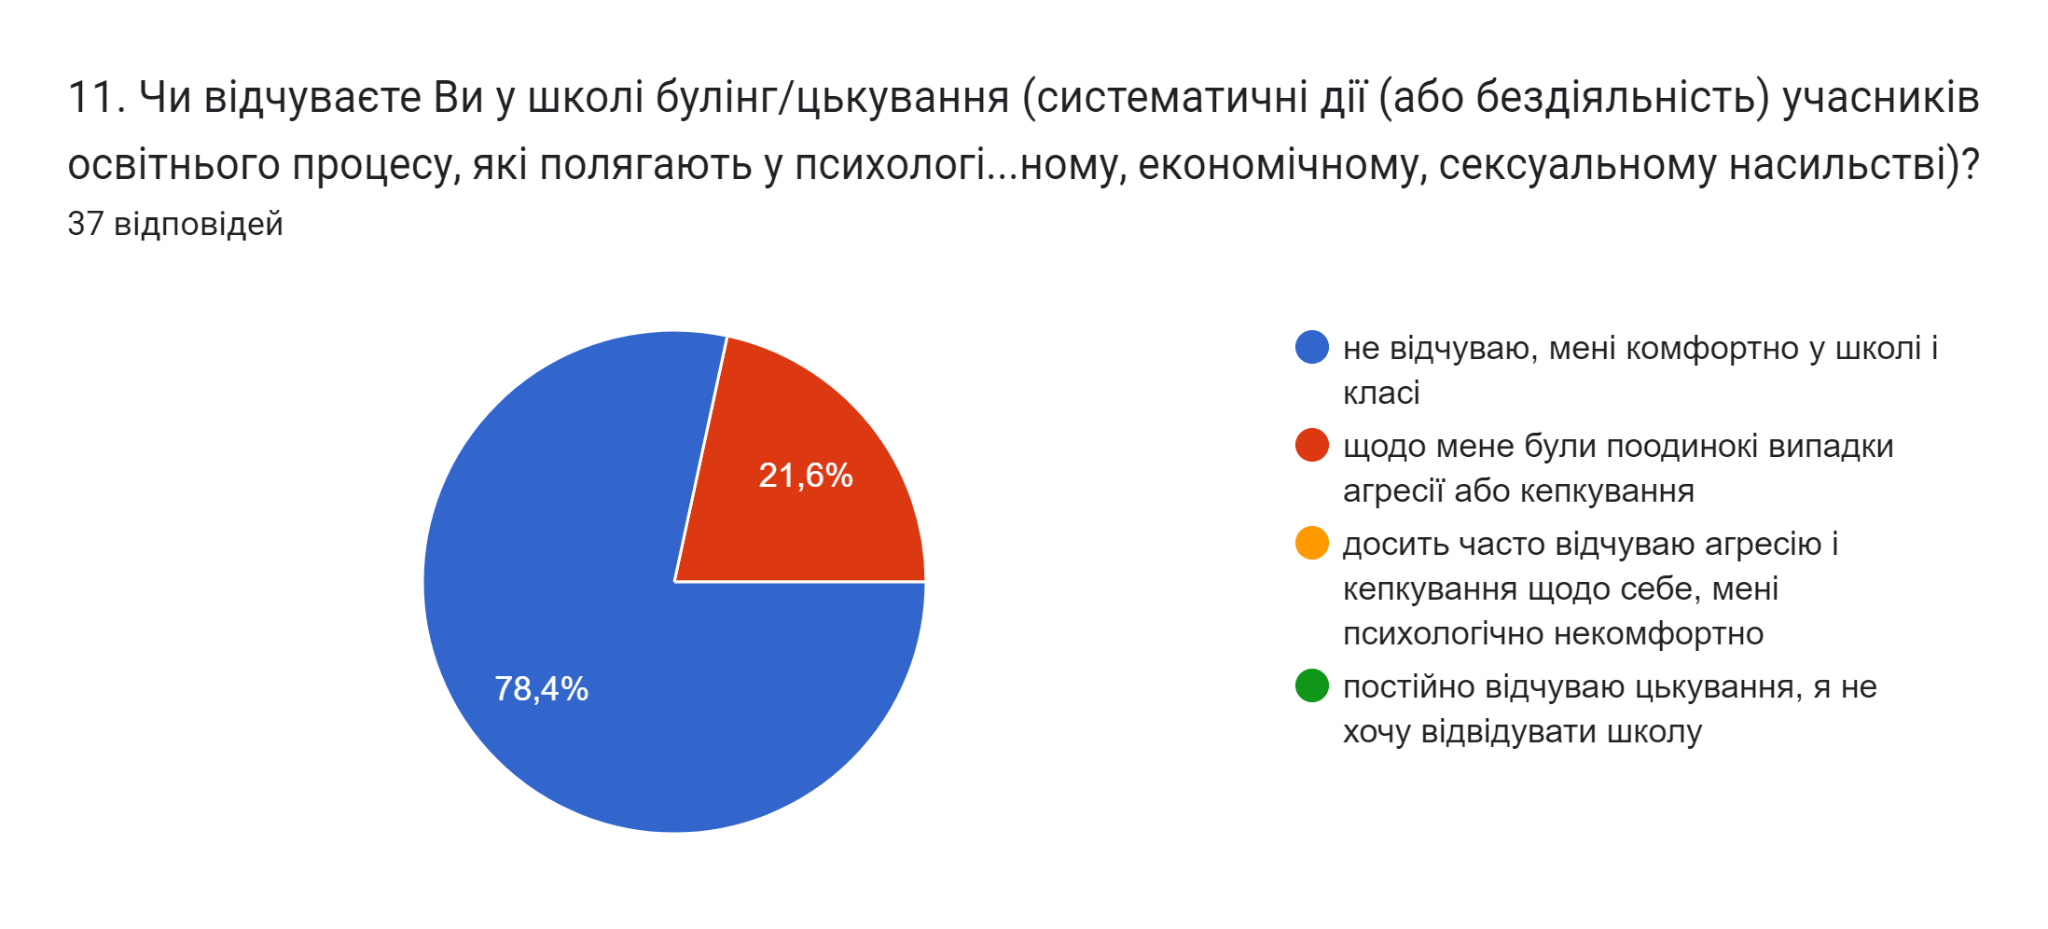 11. Чи відчуваєте Ви у школі булінг/цькування (систематичні дії (або бездіяльність) учасників
освітнього процесу, які полягають у психологі...ному, економічному, сексуальному насильстві)?
37 відповідей
не відчуваю, мені комфортно у школі і
класі
щодо мене були поодинокі випадки
агресії або кепкування
досить часто відчуваю агресію і
кепкування щодо себе, мені
психологічно некомфортно
постійно відчуваю цькування, я не
хочу відвідувати школу
21,6%
78,4%